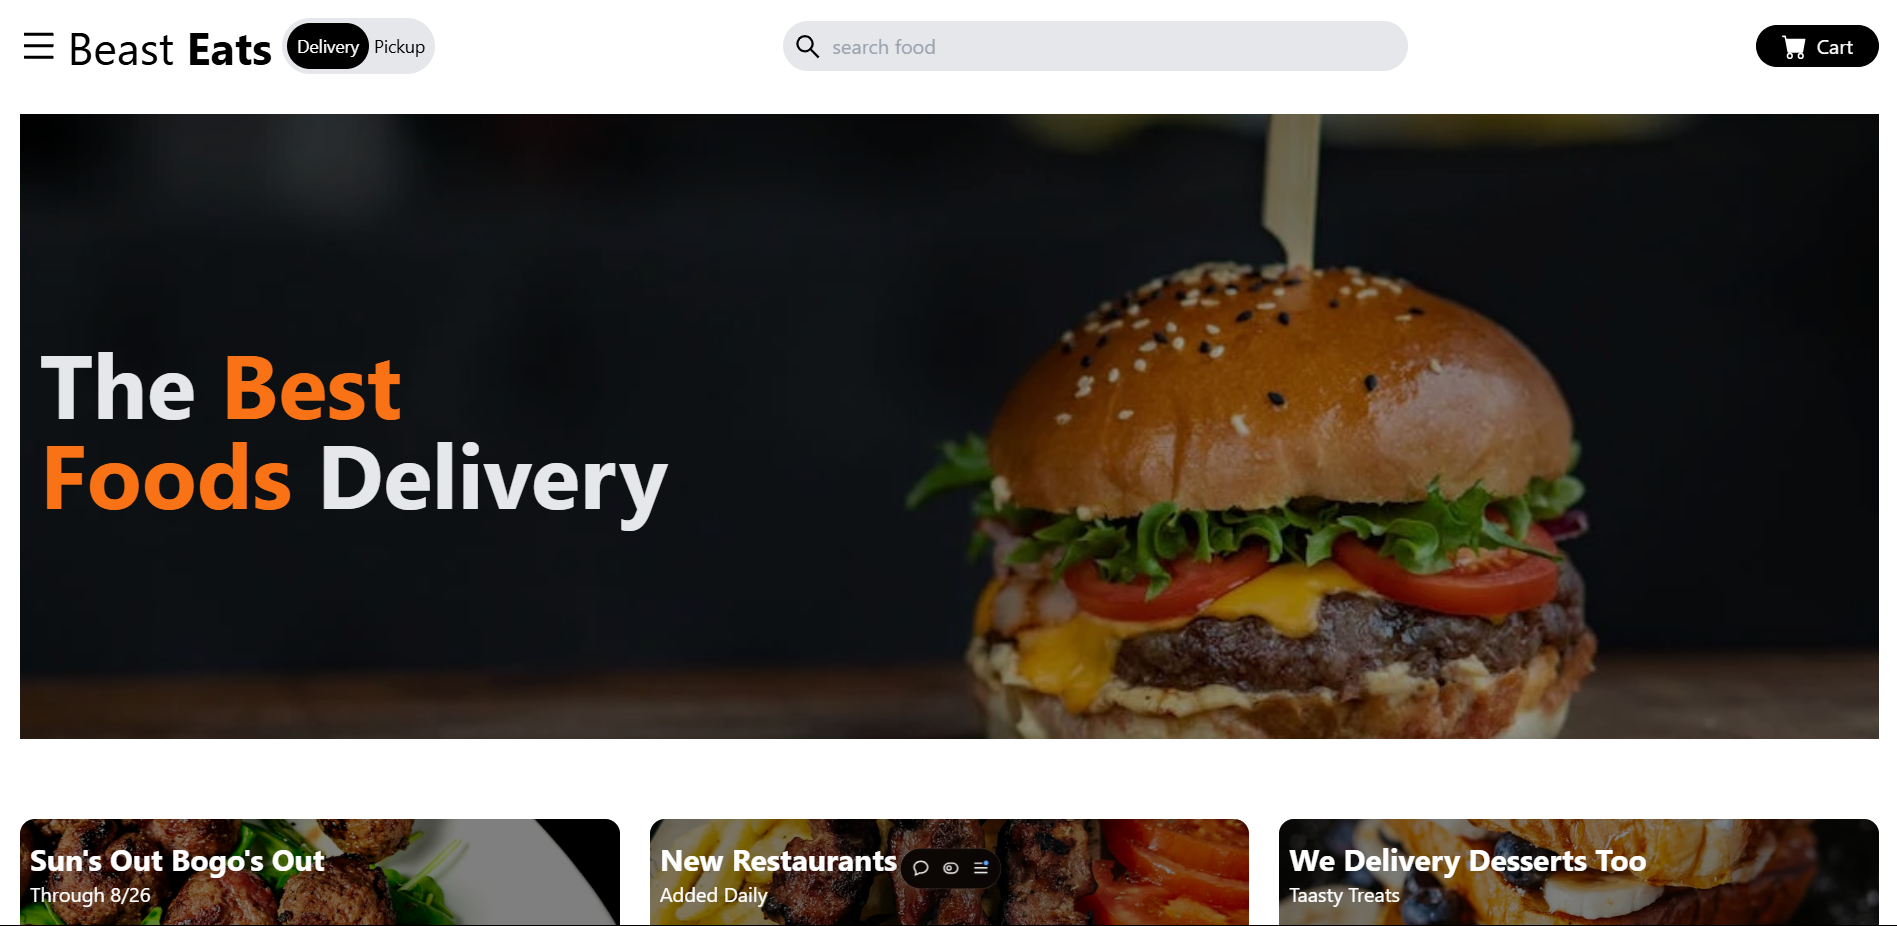 Beast Eats
Delivery Pickup
search food
Cart
The Best
Foods Delivery
Sun's Out Bogo's Out
Through 8/26
New Restaurants
Added Daily
We Delivery Desserts Too
Taasty Treats